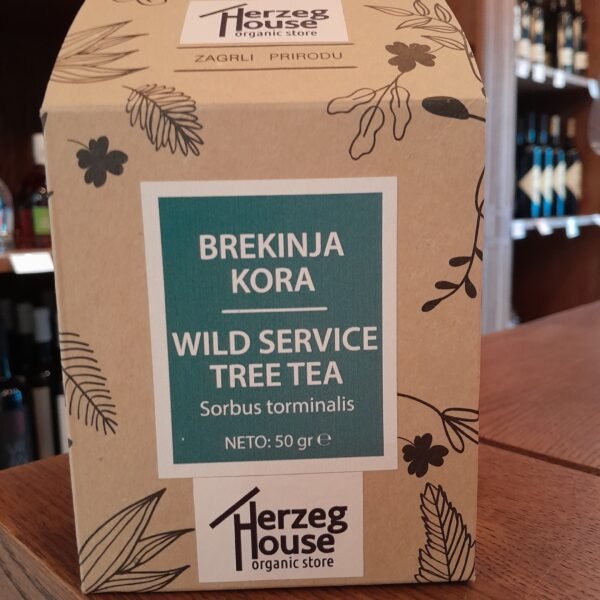 Herzeg
House
organic store
ZAGRLI PRIRODU
BREKINJA
KORA
WILD SERVICE
TREE TEA
Sorbus torminalis
NETO: 50 gr ℮
Herzeg
House
organic store